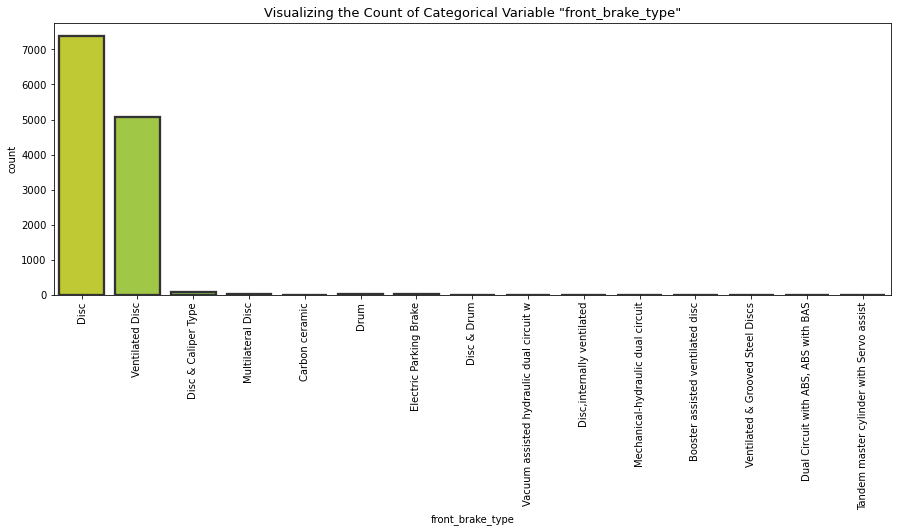 Visualizing the Count of Categorical Variable "front_brake_type"
count
7000
6000
5000
4000
3000
2000
1000
0
Disc
Ventilated Disc
Disc & Caliper Type
Multilateral Disc
Carbon ceramic
Drum
Electric Parking Brake
Disc & Drum
Vacuum assisted hydraulic dual circuit w
Disc,internally ventilated
Mechanical-hydraulic dual circuit
Booster assisted ventilated disc
Ventilated & Grooved Steel Discs
Dual Circuit with ABS, ABS with BAS
Tandem master cylinder with Servo assist
front_brake_type